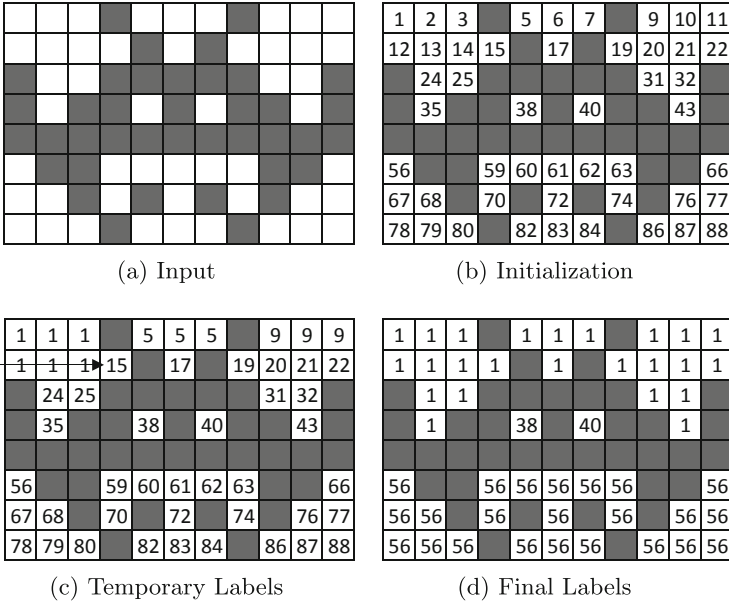 1 2 3 5 6 7 9 10 11
12 13 14 15 17 19 20 21 22
24 25 31 32
35 38 40 43
56 59 60 61 62 63 66
67 68 70 72 74 76 77
78 79 80 82 83 84 86 87 88
(a) Input
(b) Initialization
1 1 1 5 5 5 9 9 9
1 1 1 15 17 19 20 21 22
24 25 31 32
35 38 40 43
56 59 60 61 62 63 66
67 68 70 72 74 76 77
78 79 80 82 83 84 86 87 88
1 1 1 1 1 1 1 1 1
1 1 1 1 1 1 1 1 1
1 1 1 1
1 38 40 1
56 56 56 56 56 56 56
56 56 56 56 56 56 56
56 56 56 56 56 56 56 56 56
(c) Temporary Labels
(d) Final Labels